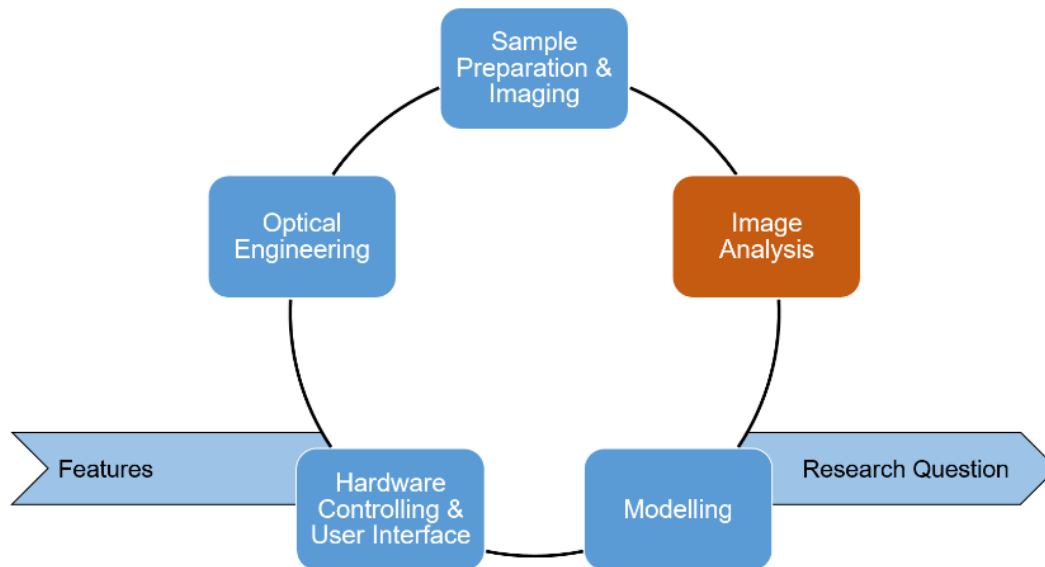 Sample
Preparation &
Imaging
Optical
Engineering
Image
Analysis
Features
Hardware
Controlling &
User Interface
Modelling
Research Question